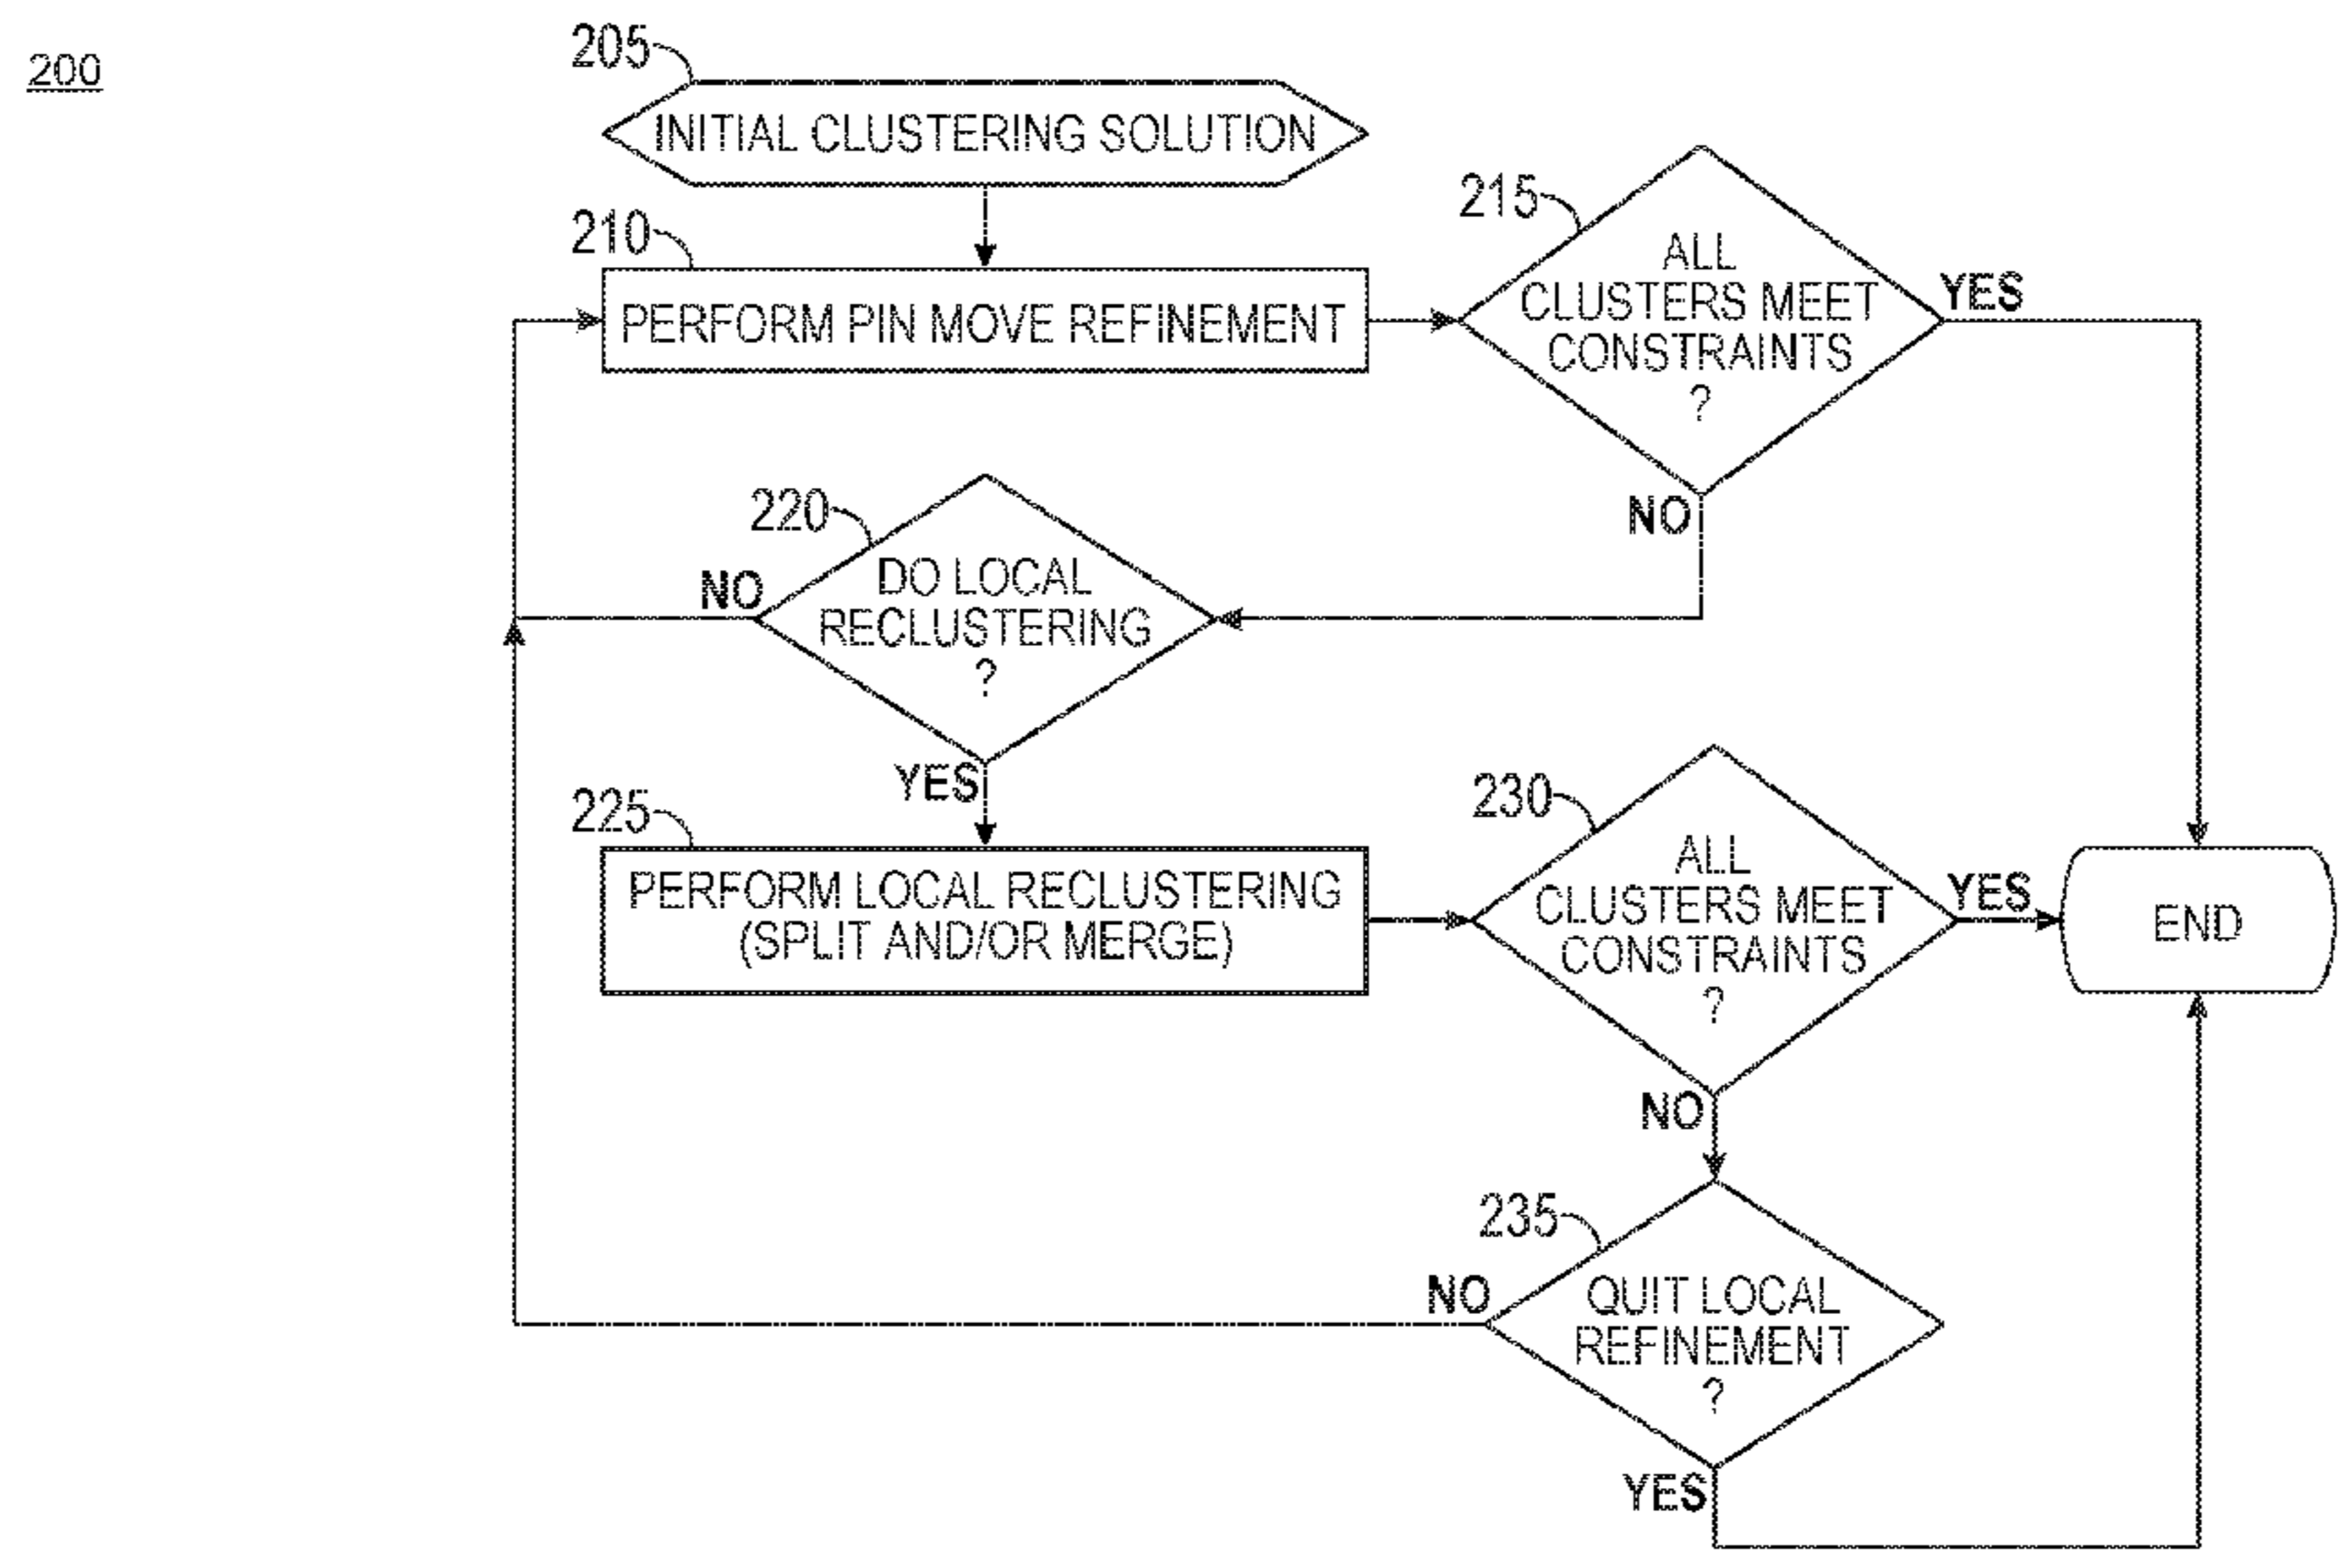 200
205
INITIAL CLUSTERING SOLUTION
210
PERFORM PIN MOVE REFINEMENT
215
ALL
CLUSTERS MEET
CONSTRAINTS
?
YES
NO
220
DO LOCAL
RECLUSTERING
?
NO
YES
225
PERFORM LOCAL RECLUSTERING
(SPLIT AND/OR MERGE)
230
ALL
CLUSTERS MEET
CONSTRAINTS
?
YES
END
NO
235
QUIT LOCAL
REFINEMENT
?
NO
YES